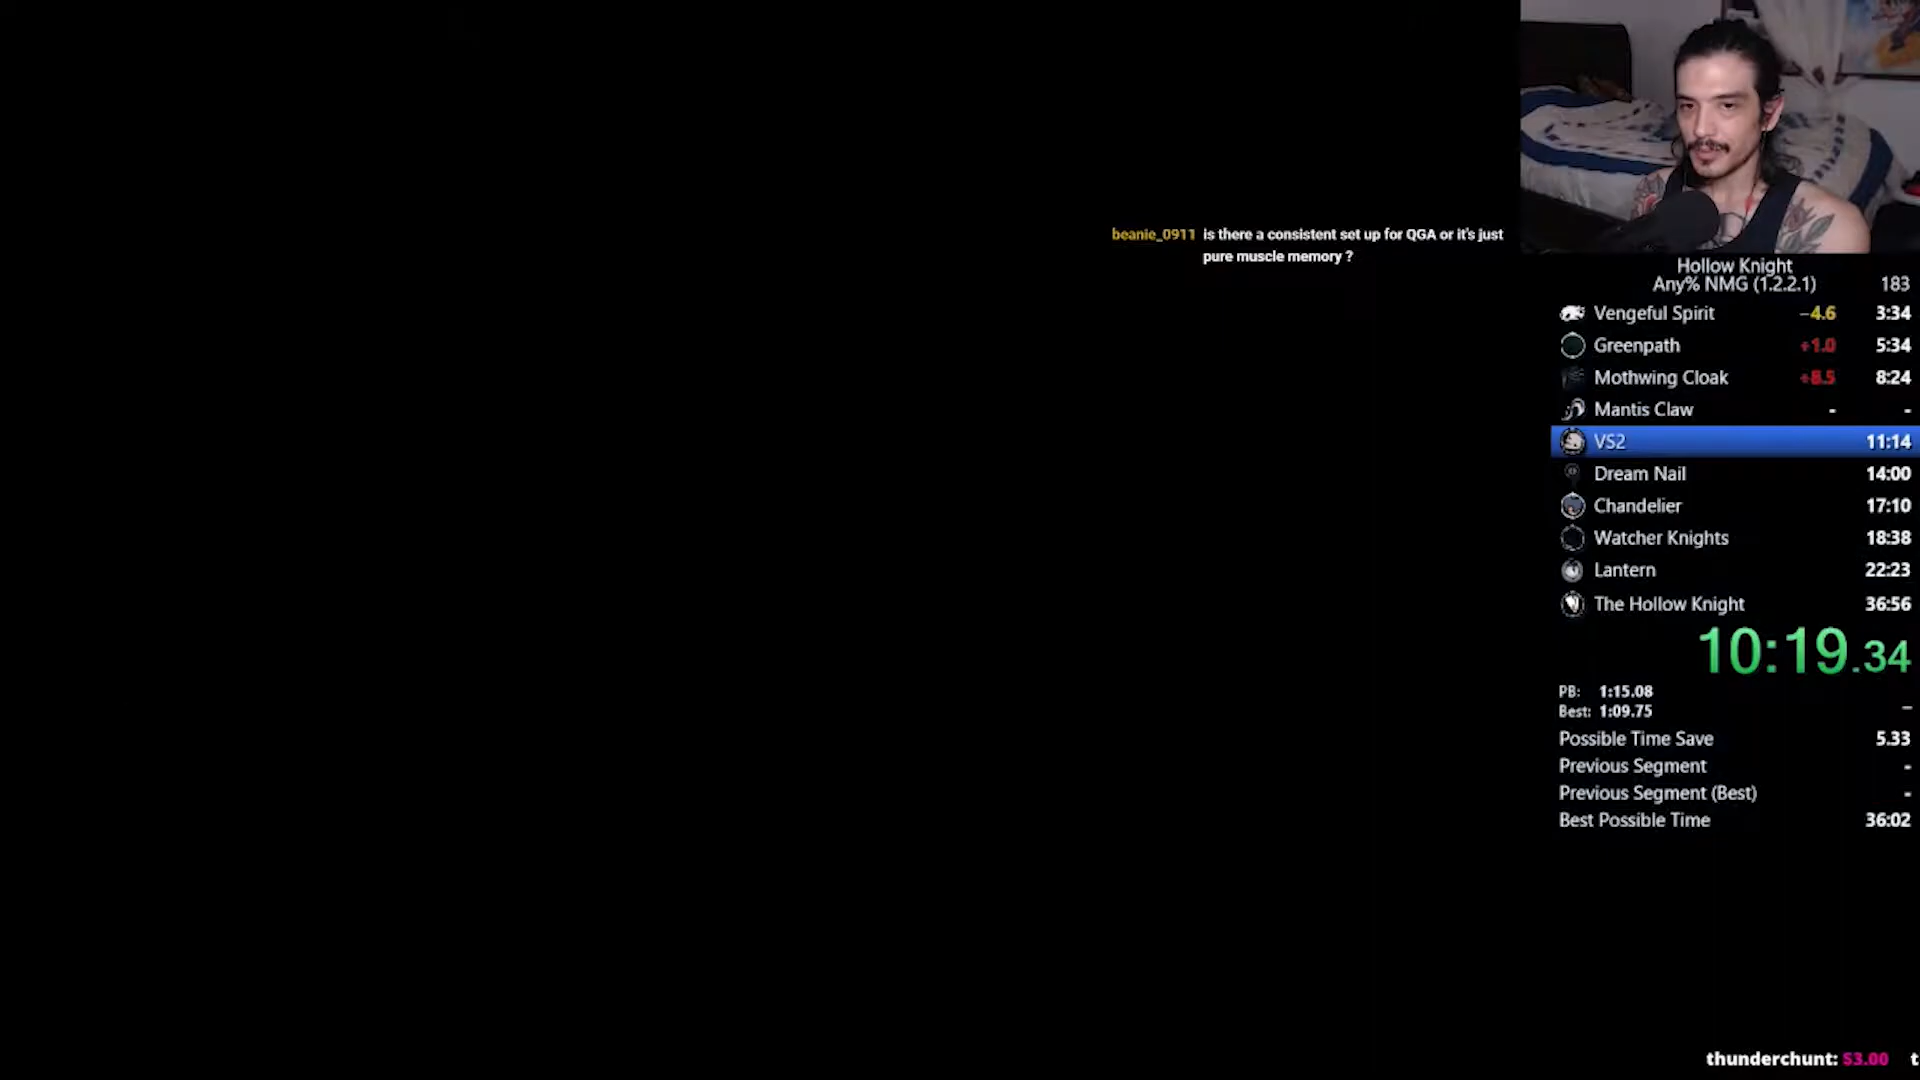 beanie_0911 is there a consistent set up for QGA or it's just
pure muscle memory ?
Hollow Knight
Any% NMG (1.2.2.1) 183
Vengeful Spirit −4.6 3:34
Greenpath +1.0 5:34
Mothwing Cloak +8.5 8:24
Mantis Claw - -
VS2 11:14
Dream Nail 14:00
Chandelier 17:10
Watcher Knights 18:38
Lantern 22:23
The Hollow Knight 36:56
10:19.34
PB: 1:15.08
Best: 1:09.75 –
Possible Time Save 5.33
Previous Segment -
Previous Segment (Best) -
Best Possible Time 36:02
thunderchunt: $3.00 t